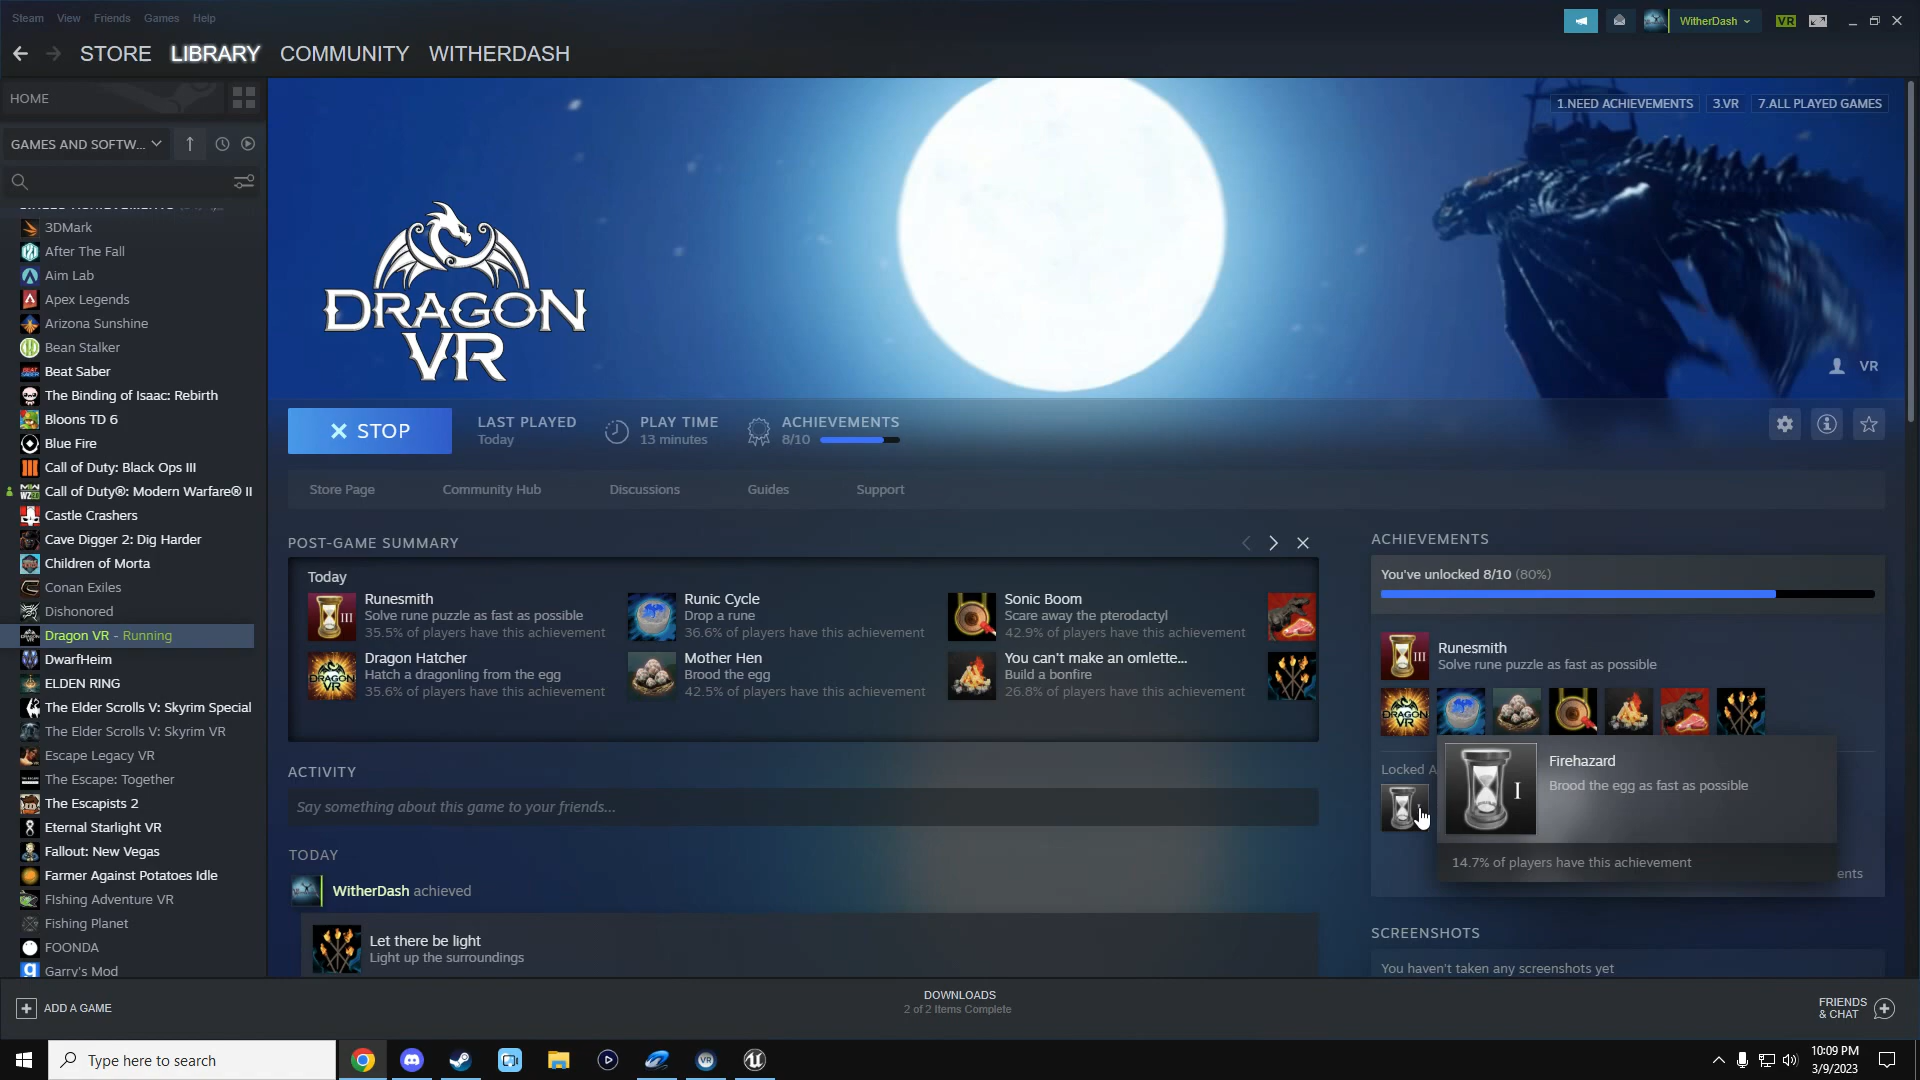 Steam View Friends Games Help
WitherDash
VR
STORE LIBRARY COMMUNITY WITHERDASH
HOME
GAMES AND SOFTW...
3DMark
After The Fall
Aim Lab
Apex Legends
Arizona Sunshine
Bean Stalker
Beat Saber
The Binding of Isaac: Rebirth
Bloons TD 6
Blue Fire
Call of Duty: Black Ops III
Call of Duty®: Modern Warfare® II
Castle Crashers
Cave Digger 2: Dig Harder
Children of Morta
Conan Exiles
Dishonored
Dragon VR - Running
DwarfHeim
ELDEN RING
The Elder Scrolls V: Skyrim Special
The Elder Scrolls V: Skyrim VR
Escape Legacy VR
The Escape: Together
The Escapists 2
Eternal Starlight VR
Fallout: New Vegas
Farmer Against Potatoes Idle
FIshing Adventure VR
Fishing Planet
FOONDA
Garry's Mod
1.NEED ACHIEVEMENTS 3.VR 7.ALL PLAYED GAMES
DRAGON
VR
VR
STOP
LAST PLAYED
Today
PLAY TIME
13 minutes
ACHIEVEMENTS
8/10
Store Page Community Hub Discussions Guides Support
POST-GAME SUMMARY
Today
Runesmith
Solve rune puzzle as fast as possible
35.5% of players have this achievement
Runic Cycle
Drop a rune
36.6% of players have this achievement
Sonic Boom
Scare away the pterodactyl
42.9% of players have this achievement
Dragon Hatcher
Hatch a dragonling from the egg
35.6% of players have this achievement
Mother Hen
Brood the egg
42.5% of players have this achievement
You can't make an omlette...
Build a bonfire
26.8% of players have this achievement
ACTIVITY
Say something about this game to your friends...
TODAY
WitherDash achieved
Let there be light
Light up the surroundings
ACHIEVEMENTS
You've unlocked 8/10 (80%)
III
Runesmith
Solve rune puzzle as fast as possible
Locked A
I
Firehazard
Brood the egg as fast as possible
14.7% of players have this achievement
ents
SCREENSHOTS
You haven't taken any screenshots yet
ADD A GAME
DOWNLOADS
2 of 2 Items Complete
FRIENDS
& CHAT
Type here to search
10:09 PM
3/9/2023